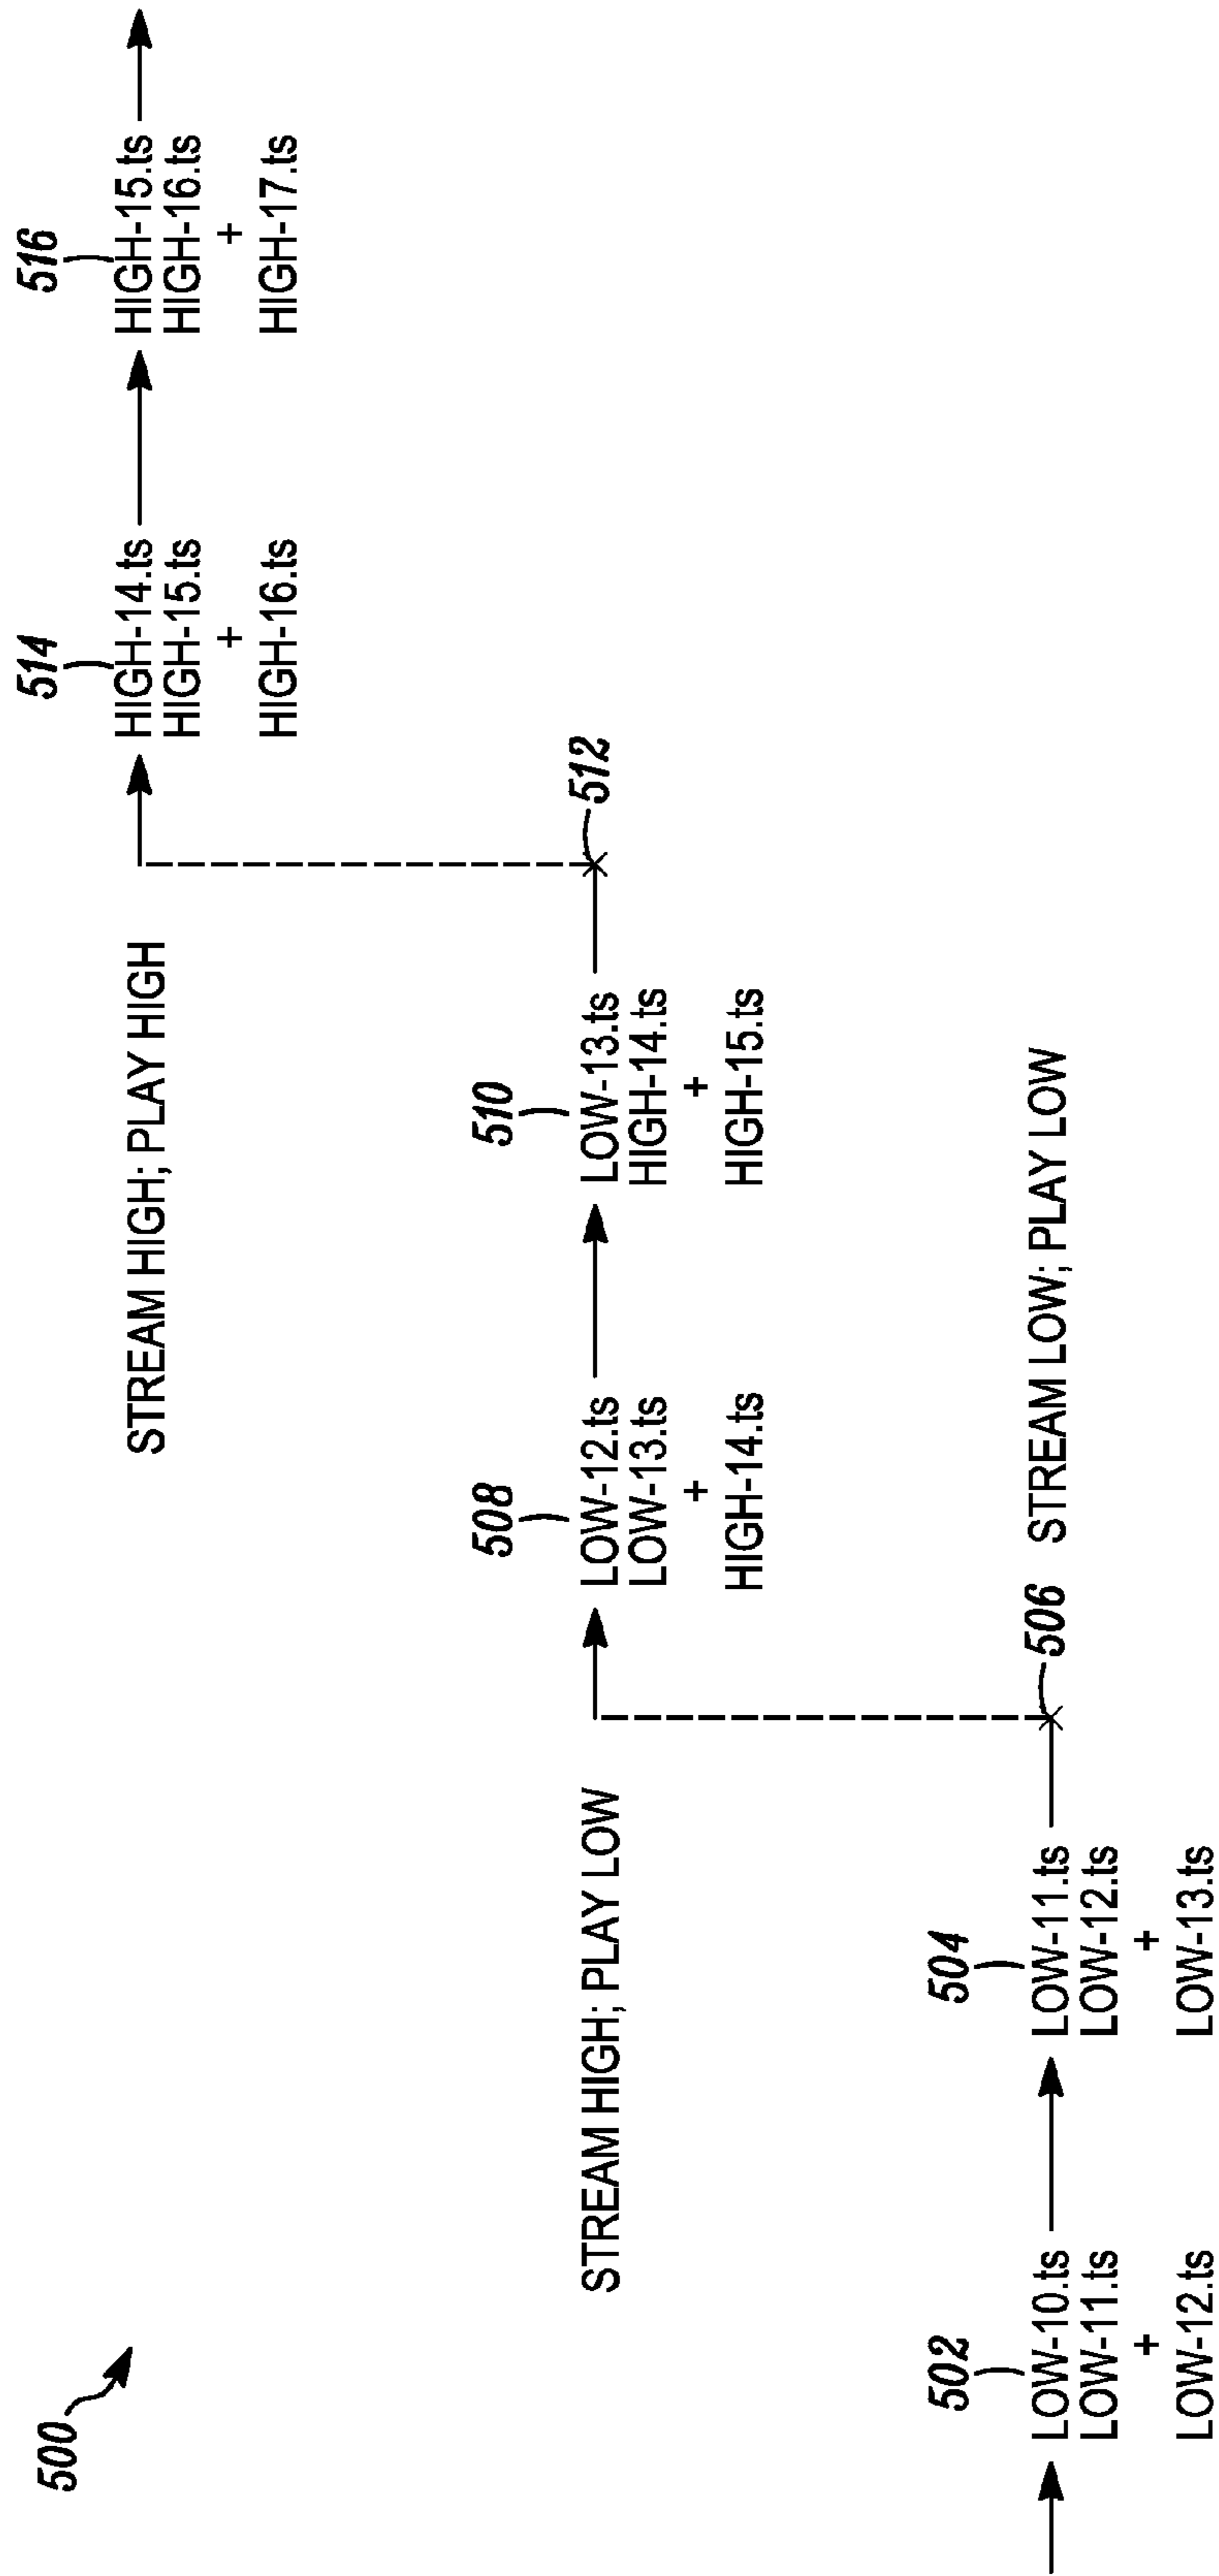 500
516
HIGH-15.ts
HIGH-16.ts
+
HIGH-17.ts
514
HIGH-14.ts
HIGH-15.ts
+
HIGH-16.ts
STREAM HIGH; PLAY HIGH
512
510
LOW-13.ts
HIGH-14.ts
+
HIGH-15.ts
508
LOW-12.ts
LOW-13.ts
+
HIGH-14.ts
STREAM HIGH; PLAY LOW
506
STREAM LOW; PLAY LOW
504
LOW-11.ts
LOW-12.ts
+
LOW-13.ts
502
LOW-10.ts
LOW-11.ts
+
LOW-12.ts